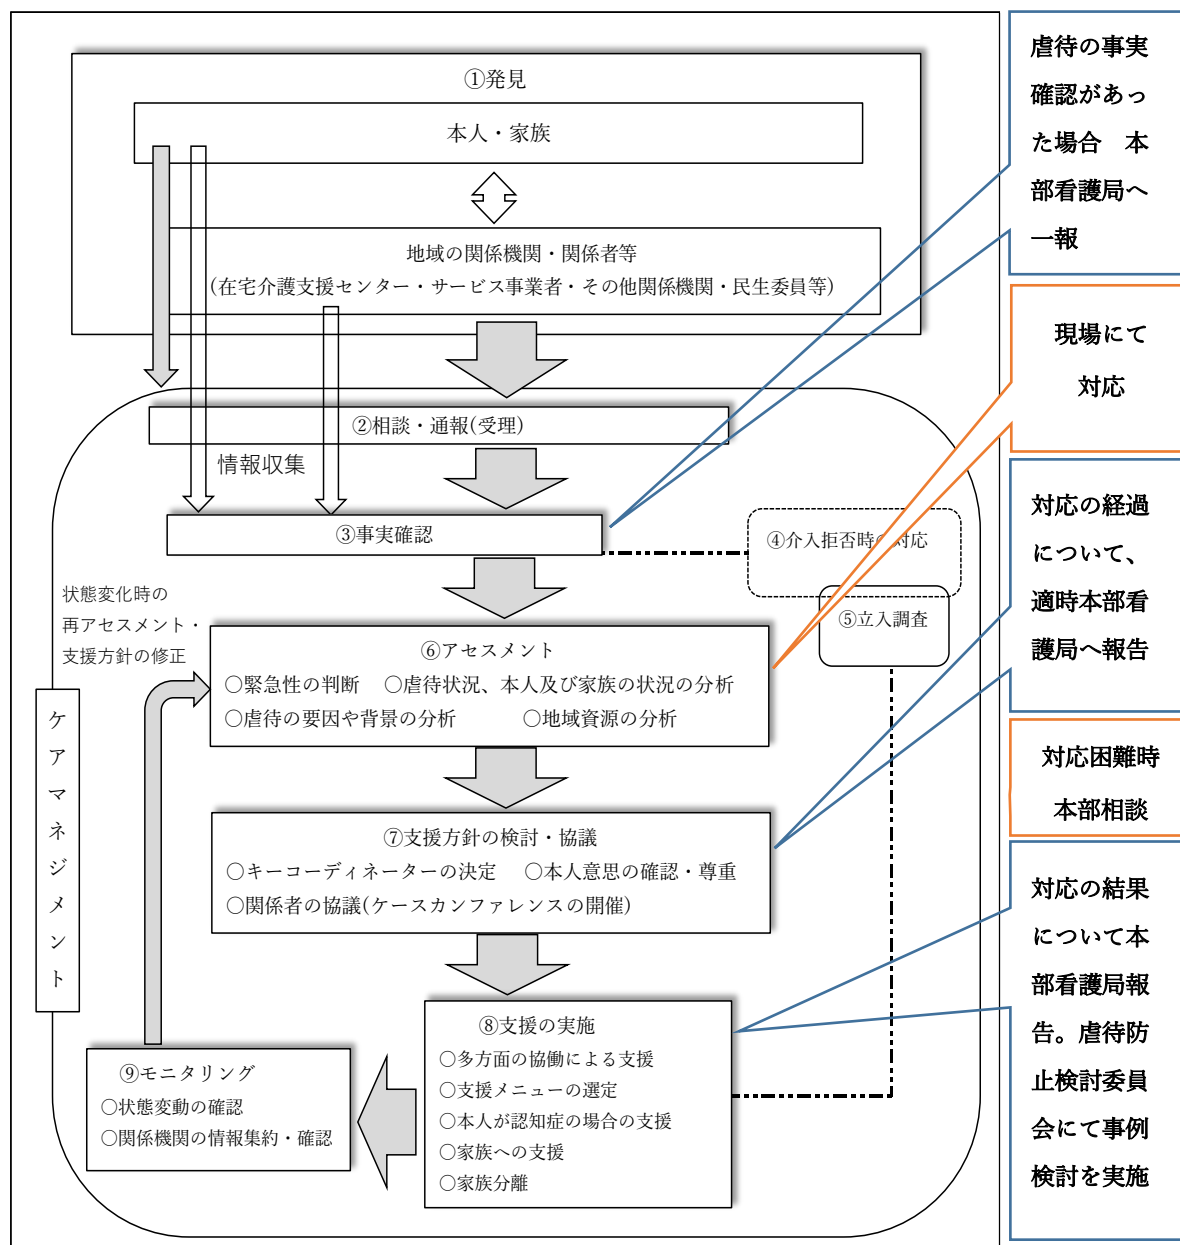 ①発見
本人・家族
地域の関係機関・関係者等
(在宅介護支援センター・サービス事業者・その他関係機関・民生委員等)
②相談・通報(受理)
情報収集
③事実確認
④介入拒否時の対応
⑤立入調査
状態変化時の
再アセスメント・
支援方針の修正
⑥アセスメント
○緊急性の判断　○虐待状況、本人及び家族の状況の分析
○虐待の要因や背景の分析　○地域資源の分析
ケアマネジメント
⑦支援方針の検討・協議
○キーコーディネーターの決定　○本人意思の確認・尊重
○関係者の協議(ケースカンファレンスの開催)
⑧支援の実施
○多方面の協働による支援
○支援メニューの選定
○本人が認知症の場合の支援
○家族への支援
○家族分離
⑨モニタリング
○状態変動の確認
○関係機関の情報集約・確認
虐待の事実
確認があっ
た場合　本
部看護局へ
一報
現場にて
対応
対応の経過
について、
適時本部看
護局へ報告
対応困難時
本部相談
対応の結果
について本
部看護局報
告。虐待防
止検討委員
会にて事例
検討を実施